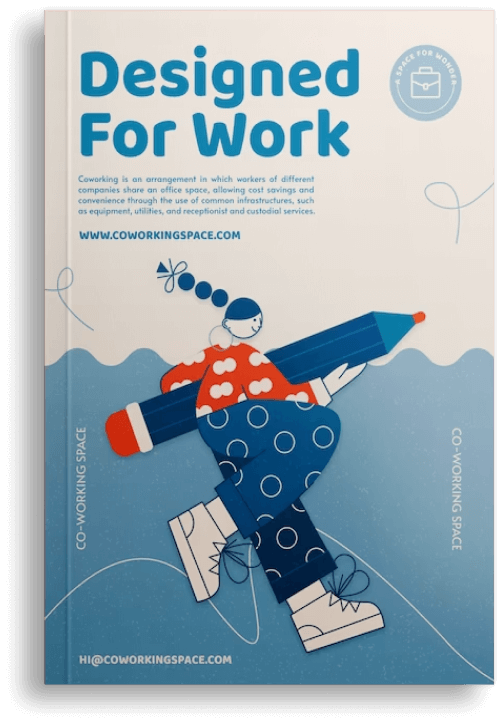 Designed
For Work
A SPACE FOR WONDER
Coworking is an arrangement in which workers of different
companies share an office space, allowing cost savings and
convenience through the use of common infrastructures, such
as equipment, utilities, and receptionist and custodial services.
WWW.COWORKINGSPACE.COM
CO-WORKING SPACE
CO-WORKING SPACE
HI@COWORKINGSPACE.COM